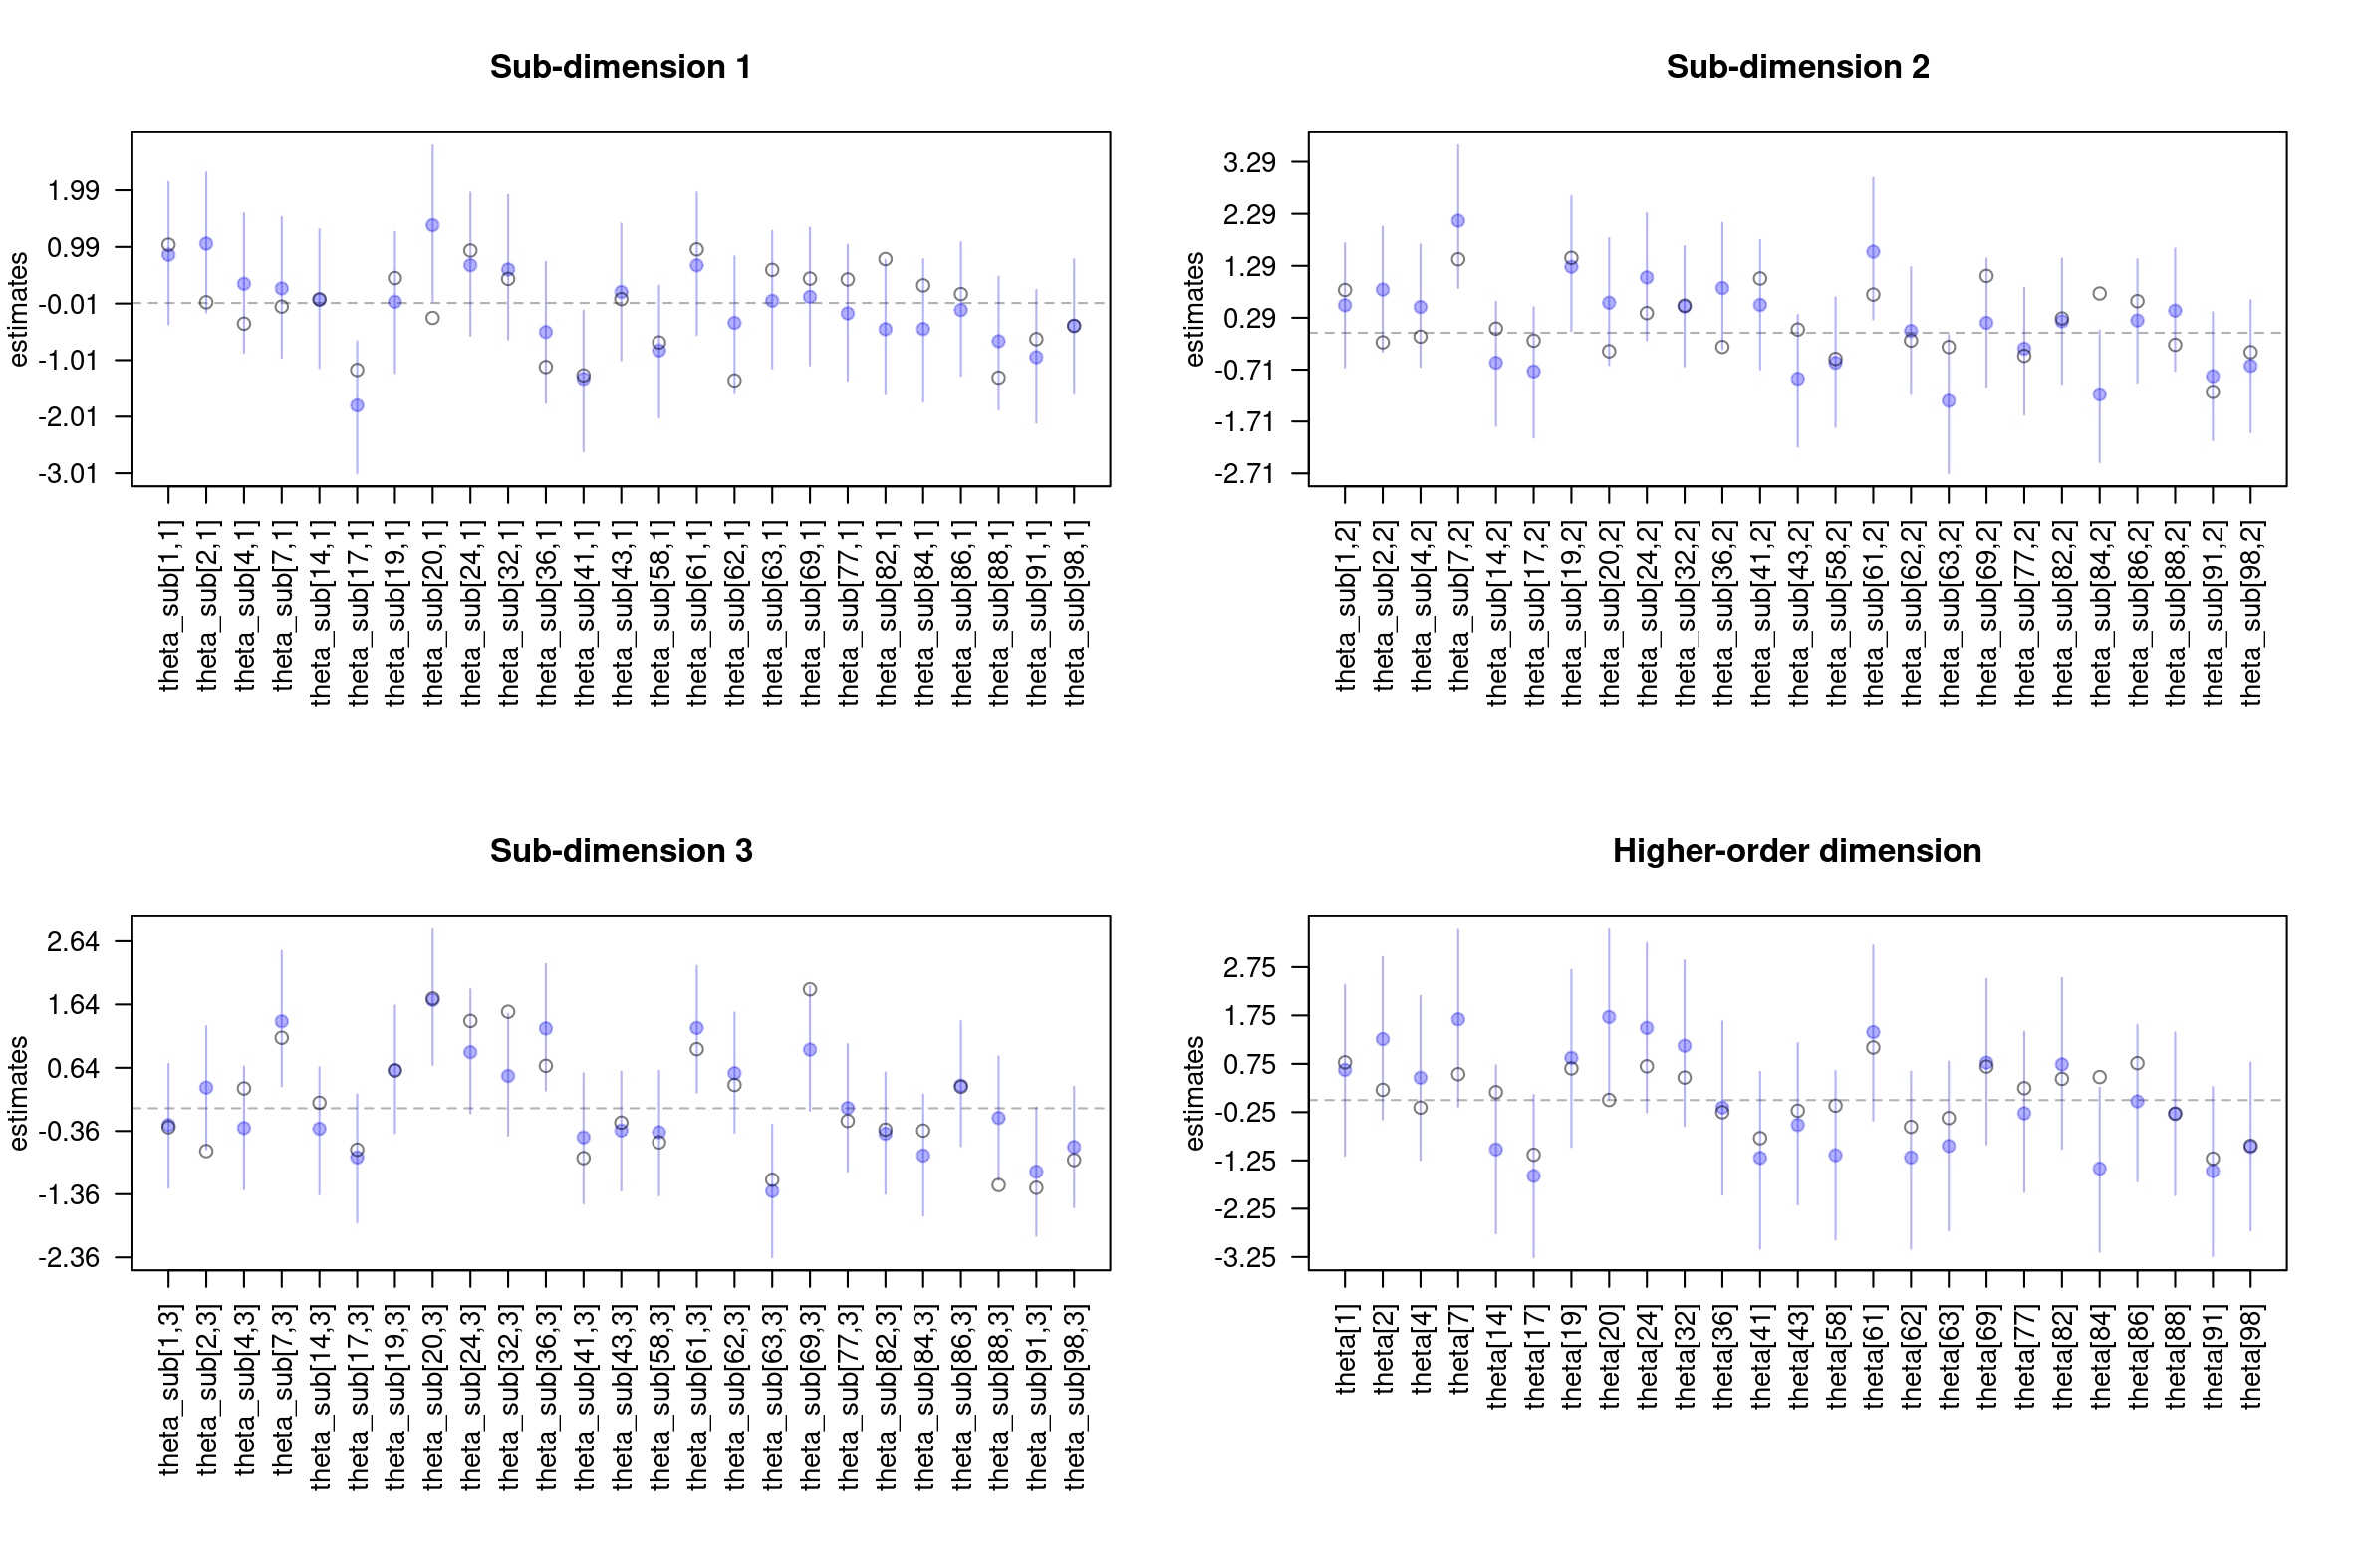 Sub-dimension 1
estimates
1.99
0.99
-0.01
-1.01
-2.01
-3.01
theta_sub[1,1]
theta_sub[2,1]
theta_sub[4,1]
theta_sub[7,1]
theta_sub[14,1]
theta_sub[17,1]
theta_sub[19,1]
theta_sub[20,1]
theta_sub[24,1]
theta_sub[32,1]
theta_sub[36,1]
theta_sub[41,1]
theta_sub[43,1]
theta_sub[58,1]
theta_sub[61,1]
theta_sub[62,1]
theta_sub[63,1]
theta_sub[69,1]
theta_sub[77,1]
theta_sub[82,1]
theta_sub[84,1]
theta_sub[86,1]
theta_sub[88,1]
theta_sub[91,1]
theta_sub[98,1]
Sub-dimension 2
estimates
3.29
2.29
1.29
0.29
-0.71
-1.71
-2.71
theta_sub[1,2]
theta_sub[2,2]
theta_sub[4,2]
theta_sub[7,2]
theta_sub[14,2]
theta_sub[17,2]
theta_sub[19,2]
theta_sub[20,2]
theta_sub[24,2]
theta_sub[32,2]
theta_sub[36,2]
theta_sub[41,2]
theta_sub[43,2]
theta_sub[58,2]
theta_sub[61,2]
theta_sub[62,2]
theta_sub[63,2]
theta_sub[69,2]
theta_sub[77,2]
theta_sub[82,2]
theta_sub[84,2]
theta_sub[86,2]
theta_sub[88,2]
theta_sub[91,2]
theta_sub[98,2]
Sub-dimension 3
estimates
2.64
1.64
0.64
-0.36
-1.36
-2.36
theta_sub[1,3]
theta_sub[2,3]
theta_sub[4,3]
theta_sub[7,3]
theta_sub[14,3]
theta_sub[17,3]
theta_sub[19,3]
theta_sub[20,3]
theta_sub[24,3]
theta_sub[32,3]
theta_sub[36,3]
theta_sub[41,3]
theta_sub[43,3]
theta_sub[58,3]
theta_sub[61,3]
theta_sub[62,3]
theta_sub[63,3]
theta_sub[69,3]
theta_sub[77,3]
theta_sub[82,3]
theta_sub[84,3]
theta_sub[86,3]
theta_sub[88,3]
theta_sub[91,3]
theta_sub[98,3]
Higher-order dimension
estimates
2.75
1.75
0.75
-0.25
-1.25
-2.25
-3.25
theta[1]
theta[2]
theta[4]
theta[7]
theta[14]
theta[17]
theta[19]
theta[20]
theta[24]
theta[32]
theta[36]
theta[41]
theta[43]
theta[58]
theta[61]
theta[62]
theta[63]
theta[69]
theta[77]
theta[82]
theta[84]
theta[86]
theta[88]
theta[91]
theta[98]